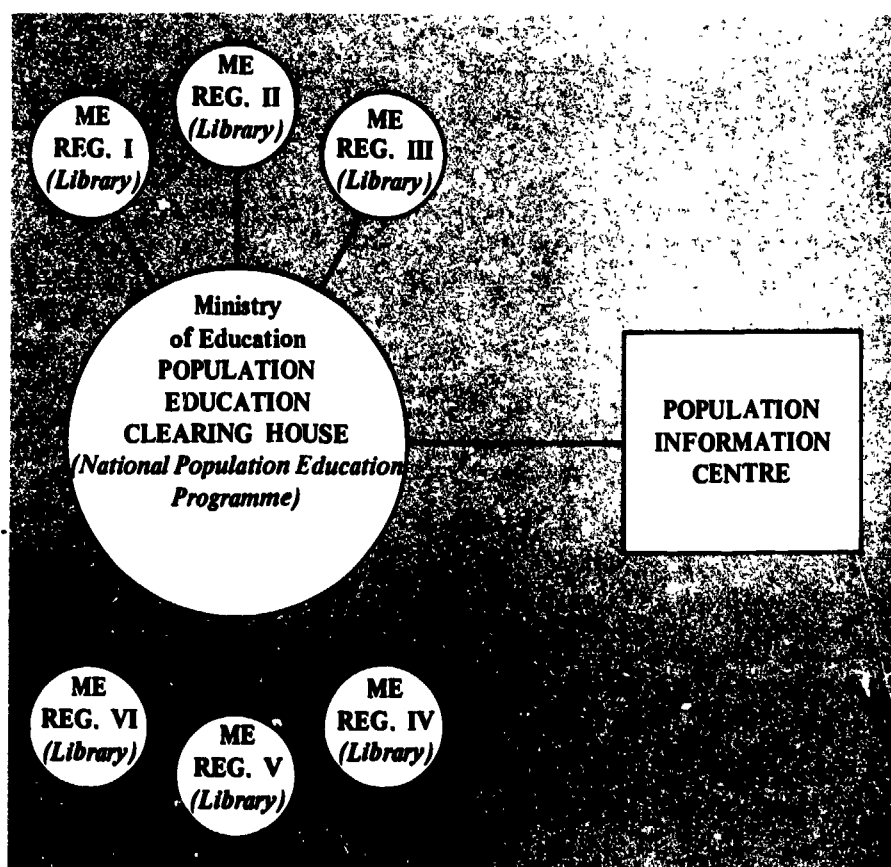 ME
REG. I
(Library)
ME
REG. II
(Library)
ME
REG. III
(Library)
Ministry
of Education
POPULATION
EDUCATION
CLEARING HOUSE
(National Population Education
Programme)
POPULATION
INFORMATION
CENTRE
ME
REG. VI
(Library)
ME
REG. V
(Library)
ME
REG. IV
(Library)